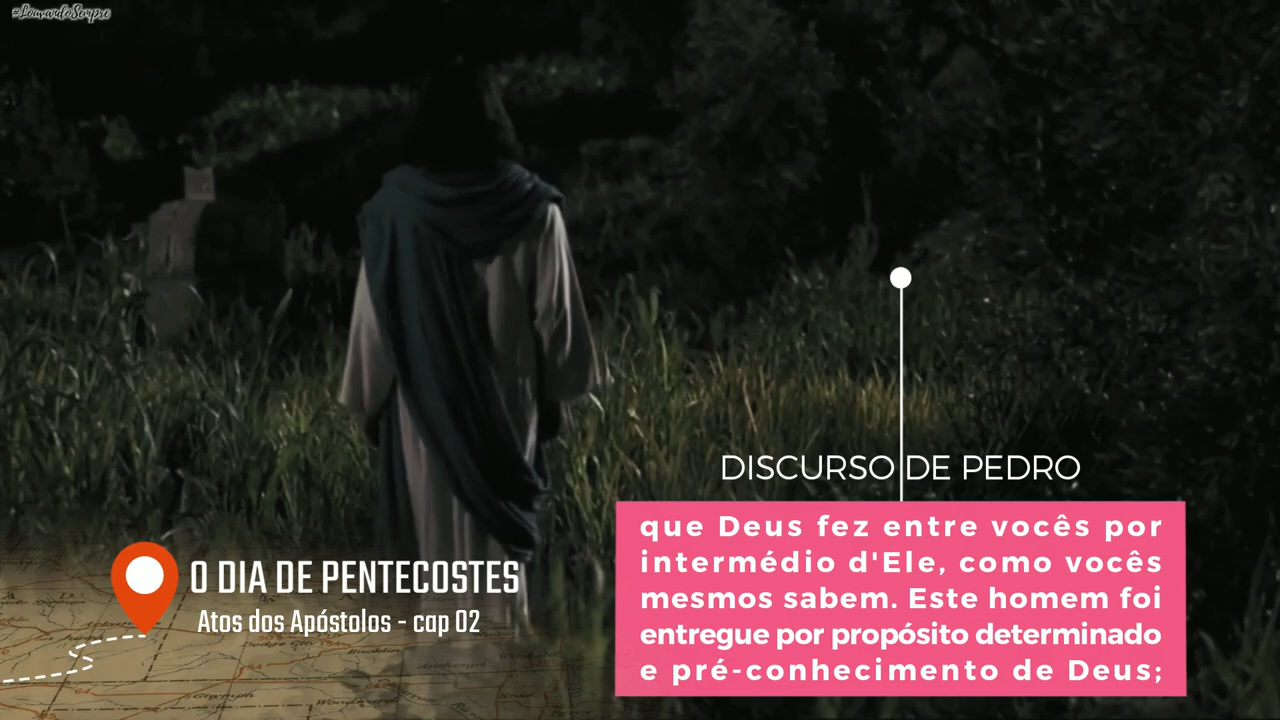 #LouvandoSempre
DISCURSO DE PEDRO
que Deus fez entre vocês por
intermédio d'Ele, como vocês
mesmos sabem. Este homem foi
entregue por propósito determinado
e pré-conhecimento de Deus;
O DIA DE PENTECOSTES
Atos dos Apóstolos - cap 02